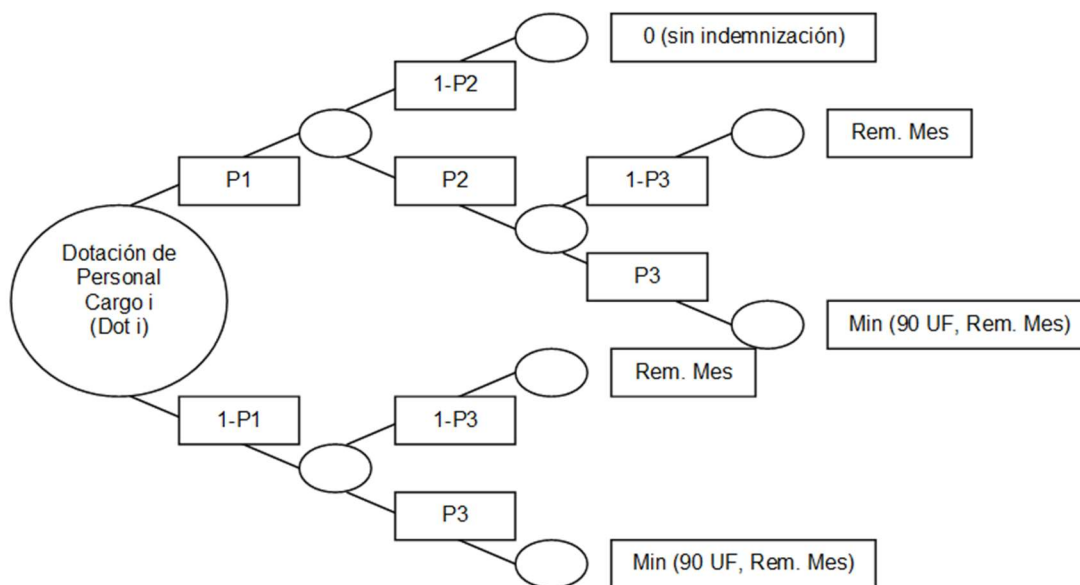 0 (sin indemnización)
1-P2
Rem. Mes
P1
P2
1-P3
Dotación de
Personal
Cargo i
(Dot i)
P3
Min (90 UF, Rem. Mes)
Rem. Mes
1-P1
1-P3
P3
Min (90 UF, Rem. Mes)